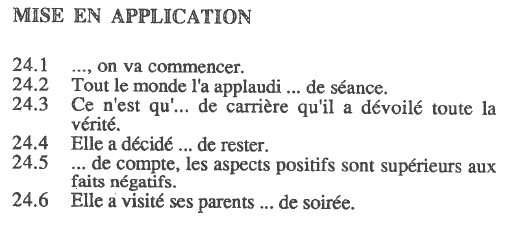 MISE EN APPLICATION
24.1 ..., on va commencer.
24.2 Tout le monde l'a applaudi ... de séance.
24.3 Ce n'est qu'... de carrière qu'il a dévoilé toute la
vérité.
24.4 Elle a décidé ... de rester.
24.5 ... de compte, les aspects positifs sont supérieurs aux
faits négatifs.
24.6 Elle a visité ses parents ... de soirée.